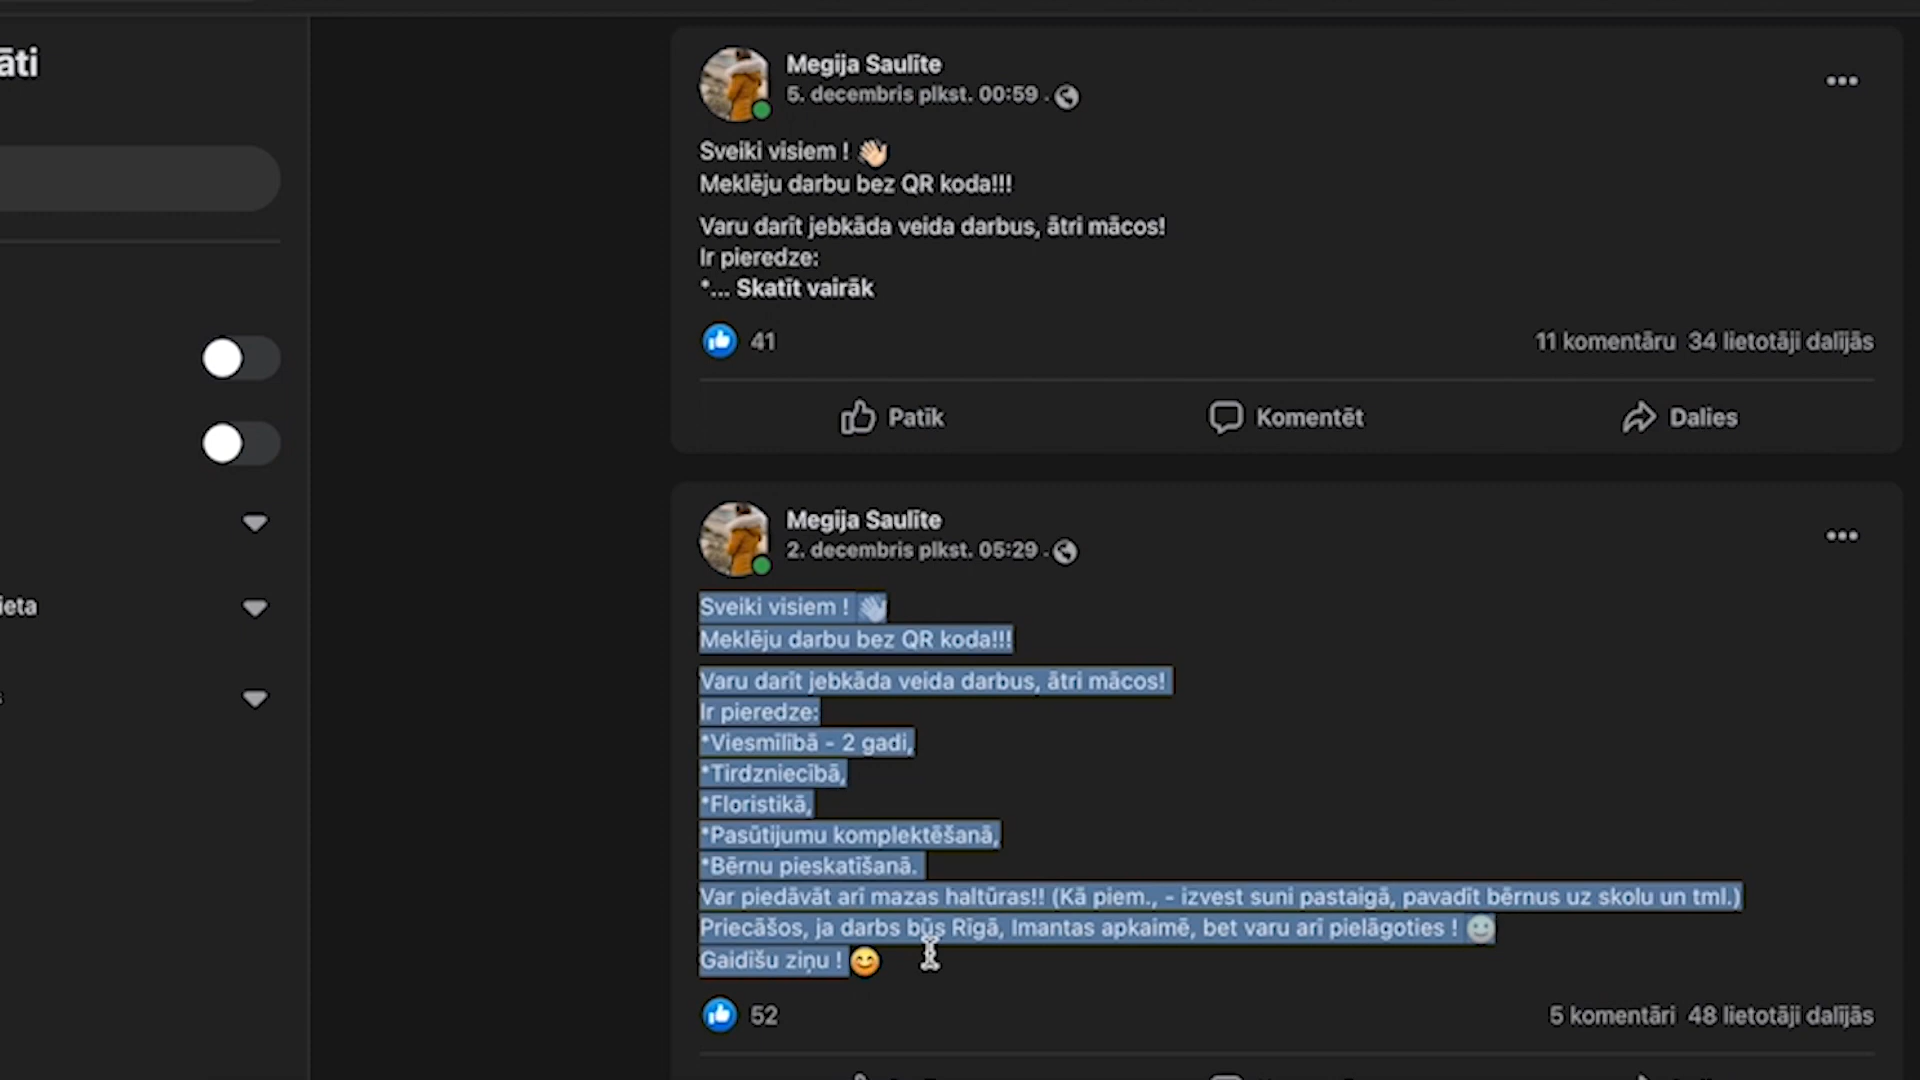 āti
Megija Saulīte
5. decembris plkst. 00:59 ·
Sveiki visiem ! 👋🏻
Meklēju darbu bez QR koda!!!
Varu darīt jebkāda veida darbus, ātri mācos!
Ir pieredze:
*... Skatīt vairāk
41
11 komentāru 34 lietotāji dalījās
Patīk Komentēt Dalies
Megija Saulīte
2. decembris plkst. 05:29 ·
Sveiki visiem ! 👋🏻
Meklēju darbu bez QR koda!!!
Varu darīt jebkāda veida darbus, ātri mācos!
Ir pieredze:
*Viesmīlībā - 2 gadi,
*Tirdzniecībā,
*Floristikā,
ieta
*Pasūtijumu komplektēšanā,
*Bērnu pieskatīšanā.
Var piedāvāt arī mazas haltūras!! (Kā piem., - izvest suni pastaigā, pavadīt bērnus uz skolu un tml.)
Priecāšos, ja darbs būs Rīgā, Imantas apkaimē, bet varu arī pielāgoties ! 🙂
Gaidišu ziņu ! 😊
52
5 komentāri 48 lietotāji dalījās